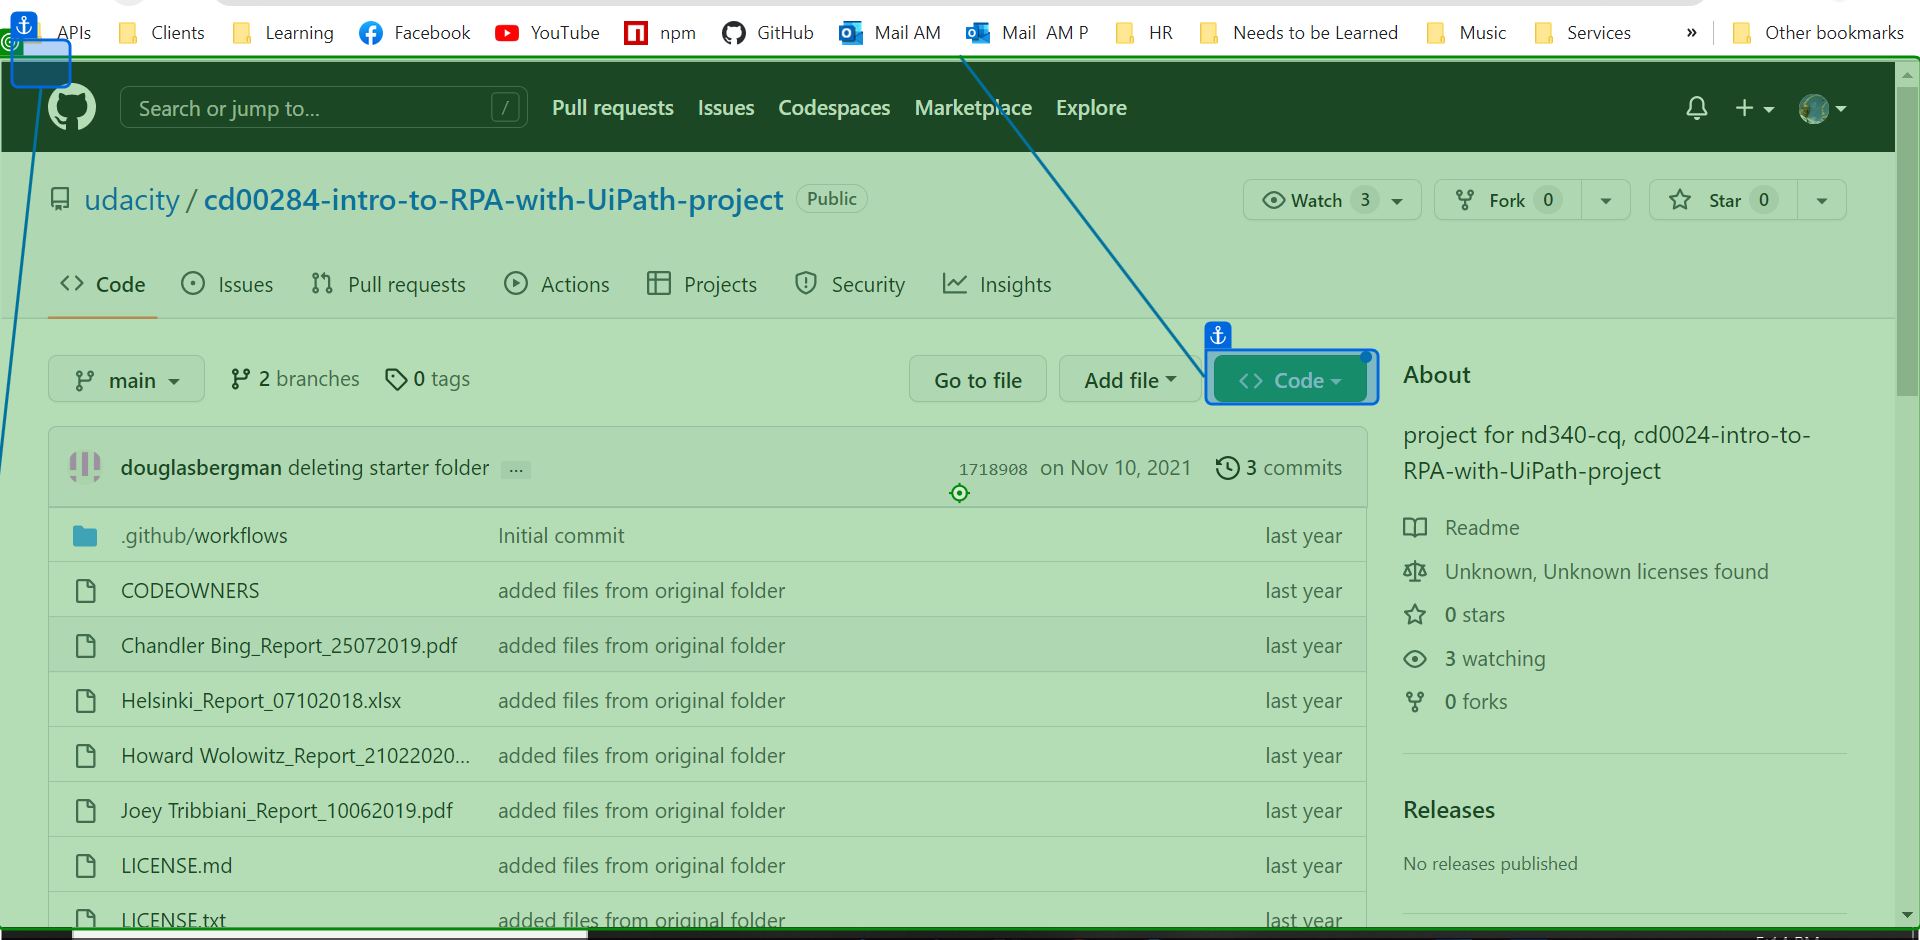 APIs Clients Learning Facebook YouTube npm GitHub Mail AM Mail AM P HR Needs to be Learned Music Services » Other bookmarks
Search or jump to... / Pull requests Issues Codespaces Marketplace Explore
udacity / cd00284-intro-to-RPA-with-UiPath-project Public Watch 3 Fork 0 Star 0
Code Issues Pull requests Actions Projects Security Insights
main 2 branches 0 tags Go to file Add file Code
About
project for nd340-cq, cd0024-intro-to-
RPA-with-UiPath-project
Readme
Unknown, Unknown licenses found
0 stars
3 watching
0 forks
Releases
No releases published
douglasbergman deleting starter folder ... 1718908 on Nov 10, 2021 3 commits
.github/workflows Initial commit last year
CODEOWNERS added files from original folder last year
Chandler Bing_Report_25072019.pdf added files from original folder last year
Helsinki_Report_07102018.xlsx added files from original folder last year
Howard Wolowitz_Report_21022020... added files from original folder last year
Joey Tribbiani_Report_10062019.pdf added files from original folder last year
LICENSE.md added files from original folder last year
LICENSE.txt added files from original folder last year